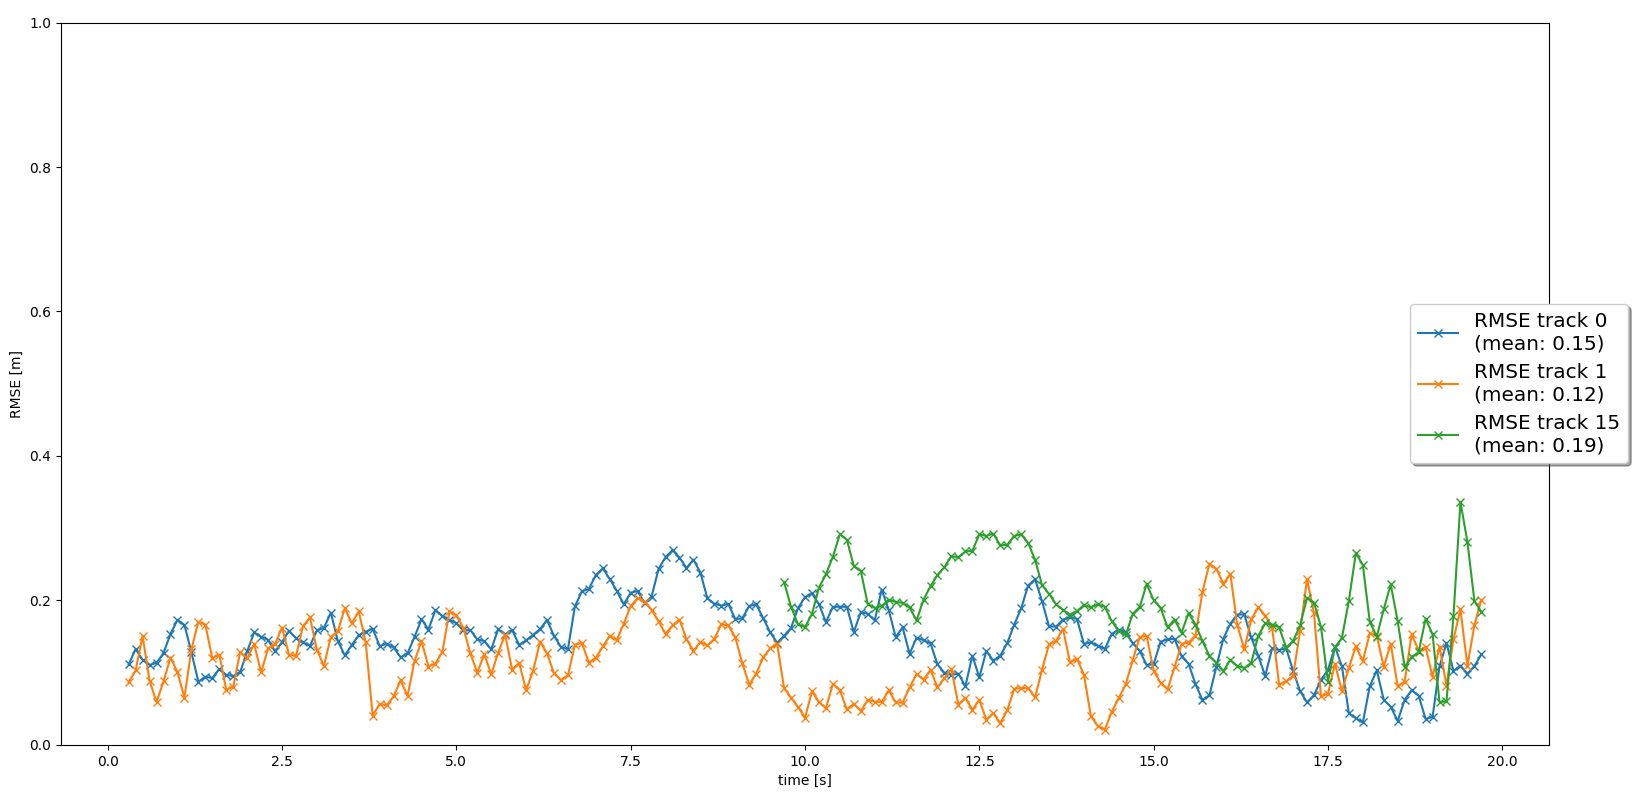 1.0
0.8
0.6
0.4
0.2
0.0
RMSE [m]
RMSE track 0
(mean: 0.15)
RMSE track 1
(mean: 0.12)
RMSE track 15
(mean: 0.19)
0.0 2.5 5.0 7.5 10.0 12.5 15.0 17.5 20.0
time [s]